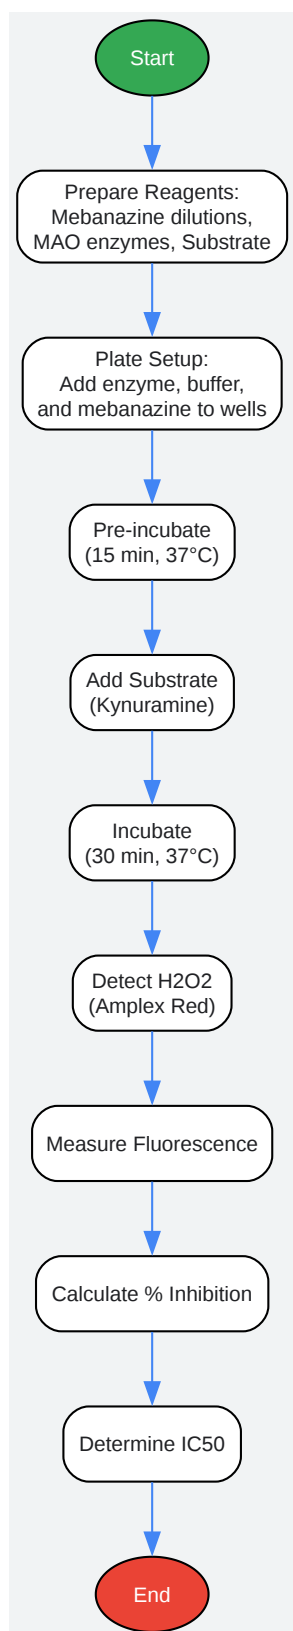 Start
Prepare Reagents:
Mebanazine dilutions,
MAO enzymes, Substrate
Plate Setup:
Add enzyme, buffer,
and mebanazine to wells
Pre-incubate
(15 min, 37°C)
Add Substrate
(Kynuramine)
Incubate
(30 min, 37°C)
Detect H2O2
(Amplex Red)
Measure Fluorescence
Calculate % Inhibition
Determine IC50
End